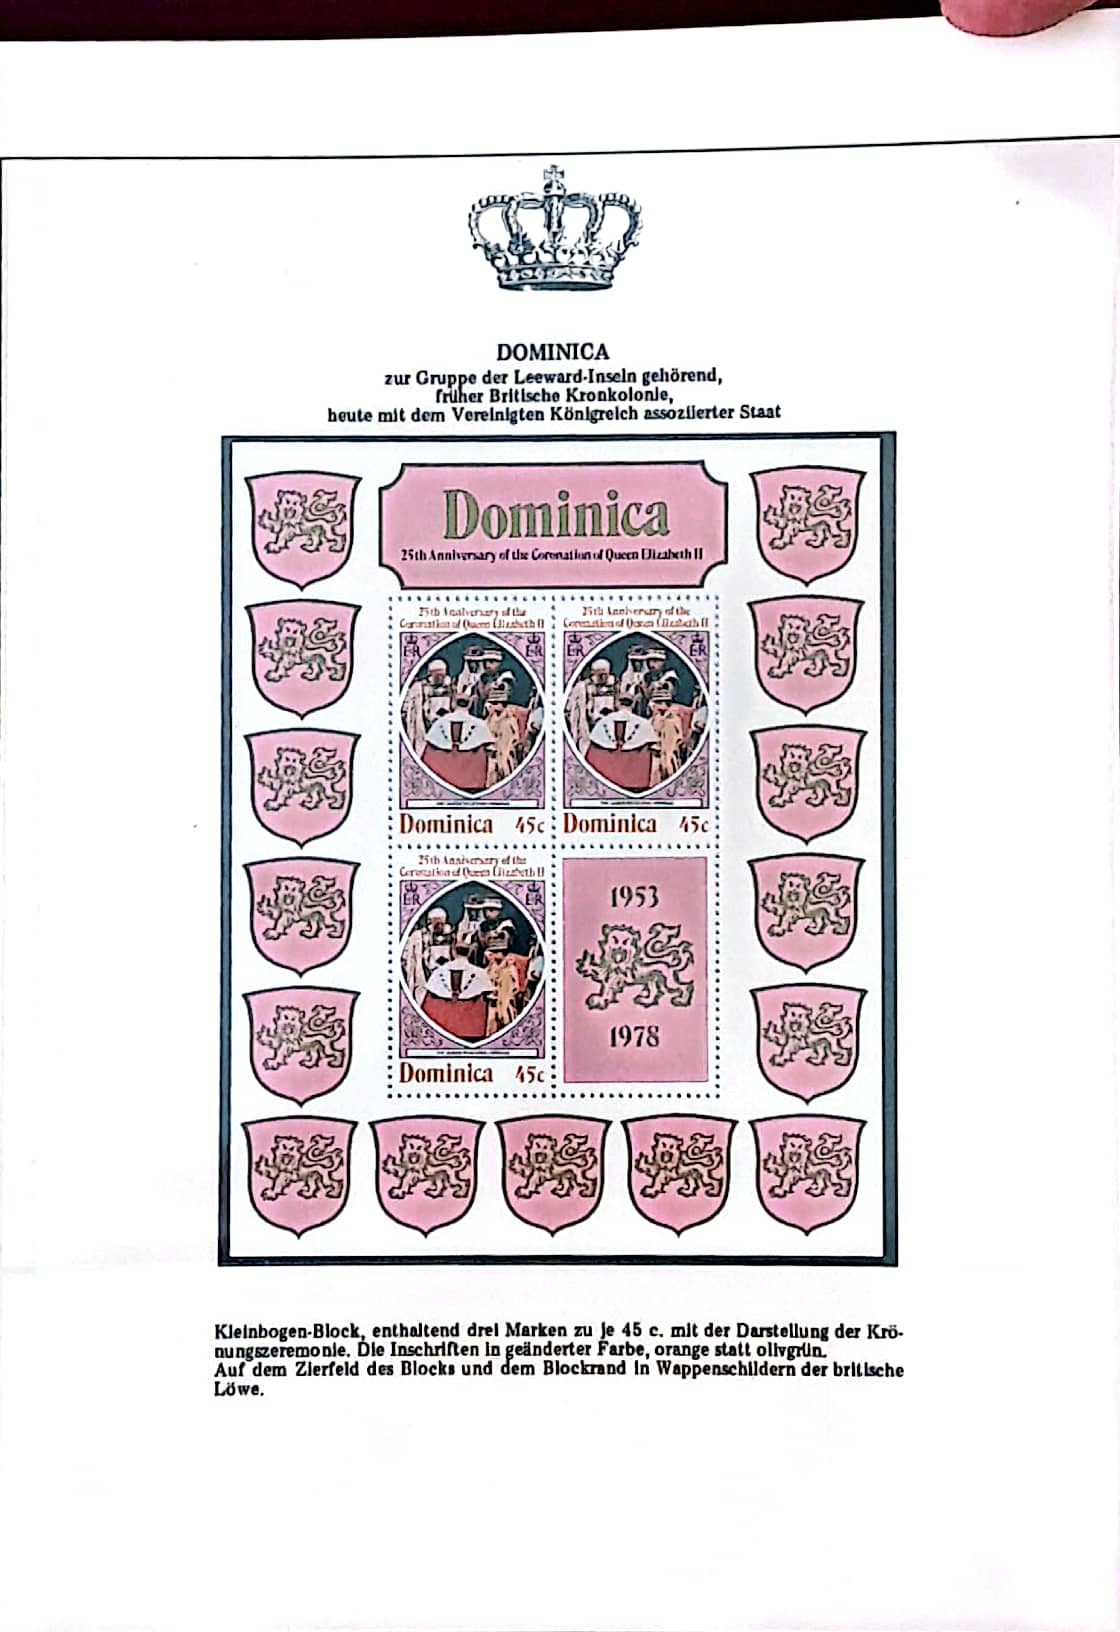 DOMINICA
zur Gruppe der Leeward-Inseln gehörend,
früher Britische Kronkolonie,
heute mit dem Vereinigten Königreich assoziierter Staat
Dominica
25th Anniversary of the Coronation of Queen Elizabeth II
25th Anniversary of the
Coronation of Queen Elizabeth II
ER ER
Dominica 45c
25th Anniversary of the
Coronation of Queen Elizabeth II
ER ER
Dominica 45c
25th Anniversary of the
Coronation of Queen Elizabeth II
ER ER
Dominica 45c
1953
1978
Kleinbogen-Block, enthaltend drei Marken zu je 45 c. mit der Darstellung der Krö-
nungszeremonie. Die Inschriften in geänderter Farbe, orange statt olivgrün.
Auf dem Zierfeld des Blocks und dem Blockrand in Wappenschildern der britische
Löwe.